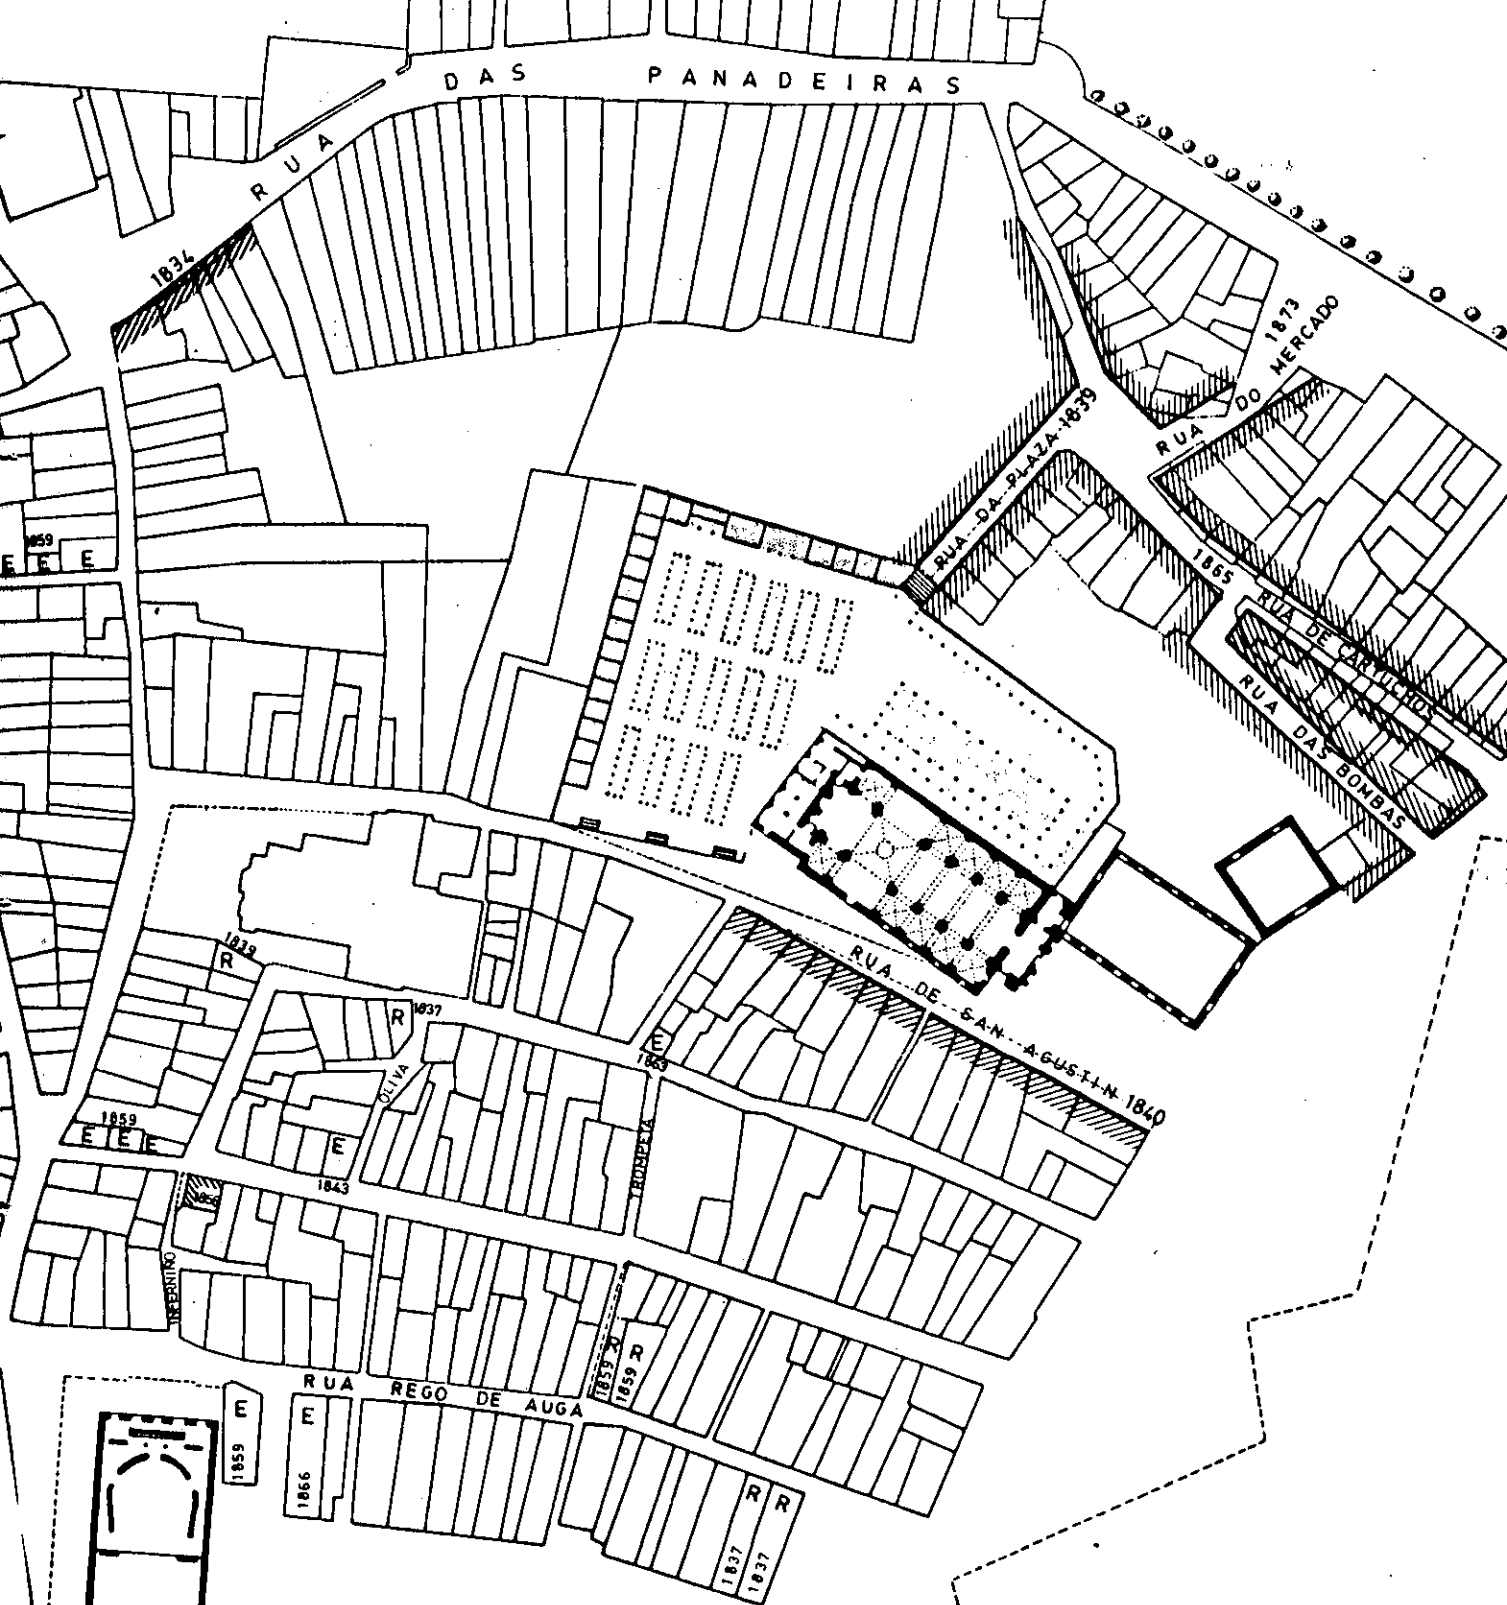 RUA DAS PANADEIRAS
1834
1873
RUA DO MERCADO
RUA DA PLAZA 1839
1859
E E E
1865
RUA DE CARTUCHOS
RUA DAS BOMBAS
1839
R
R 1837
RUA DE SAN AGUSTIN 1840
E
1863
OLIVA
1859
E E E
E
TROMPETA
1843
1856
INFERNIÑO
1859 R
1859 R
RUA REGO DE AUGA
E
1859
E
1866
R R
1837
1837